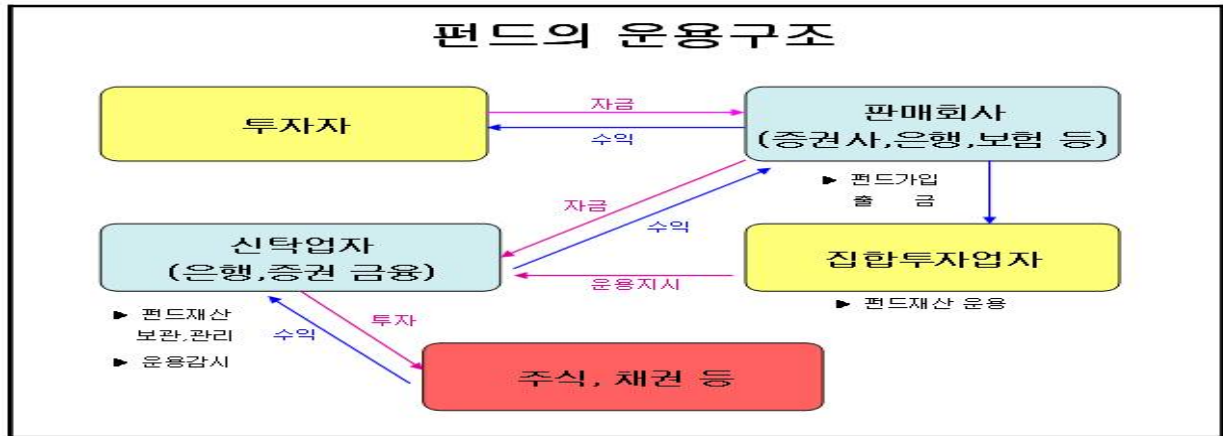 펀드의 운용구조
투자자
자금
수익
판매회사
(증권사,은행,보험 등)
▶ 펀드가입
출 금
자금
수익
신탁업자
(은행,증권 금융)
운용지시
집합투자업자
▶ 펀드재산 운용
▶ 펀드재산
보관,관리
▶ 운용감시
투자
수익
주식, 채권 등